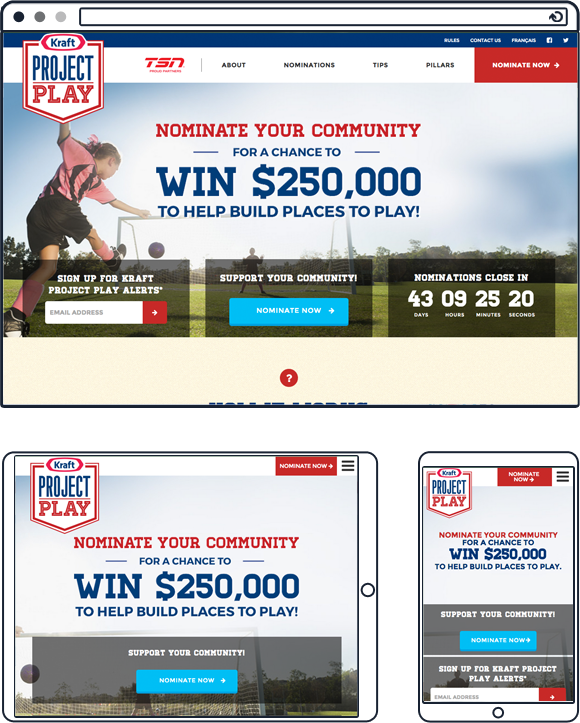 RULES CONTACT US FRANÇAIS
Kraft
PROJECT
PLAY
TSN
PROUD PARTNERS
ABOUT NOMINATIONS TIPS PILLARS NOMINATE NOW
NOMINATE YOUR COMMUNITY
FOR A CHANCE TO
WIN $250,000
TO HELP BUILD PLACES TO PLAY!
SIGN UP FOR KRAFT
PROJECT PLAY ALERTS*
EMAIL ADDRESS
SUPPORT YOUR COMMUNITY!
NOMINATE NOW
NOMINATIONS CLOSE IN
43 09 25 20
DAYS HOURS MINUTES SECONDS
?
Kraft
PROJECT
PLAY
NOMINATE NOW
NOMINATE YOUR COMMUNITY
FOR A CHANCE TO
WIN $250,000
TO HELP BUILD PLACES TO PLAY!
SUPPORT YOUR COMMUNITY!
NOMINATE NOW
Kraft
PROJECT
PLAY
NOMINATE
NOW
NOMINATE YOUR COMMUNITY
FOR A CHANCE TO
WIN $250,000
TO HELP BUILD PLACES TO PLAY.
SUPPORT YOUR COMMUNITY!
NOMINATE NOW
SIGN UP FOR KRAFT PROJECT
PLAY ALERTS*
EMAIL ADDRESS